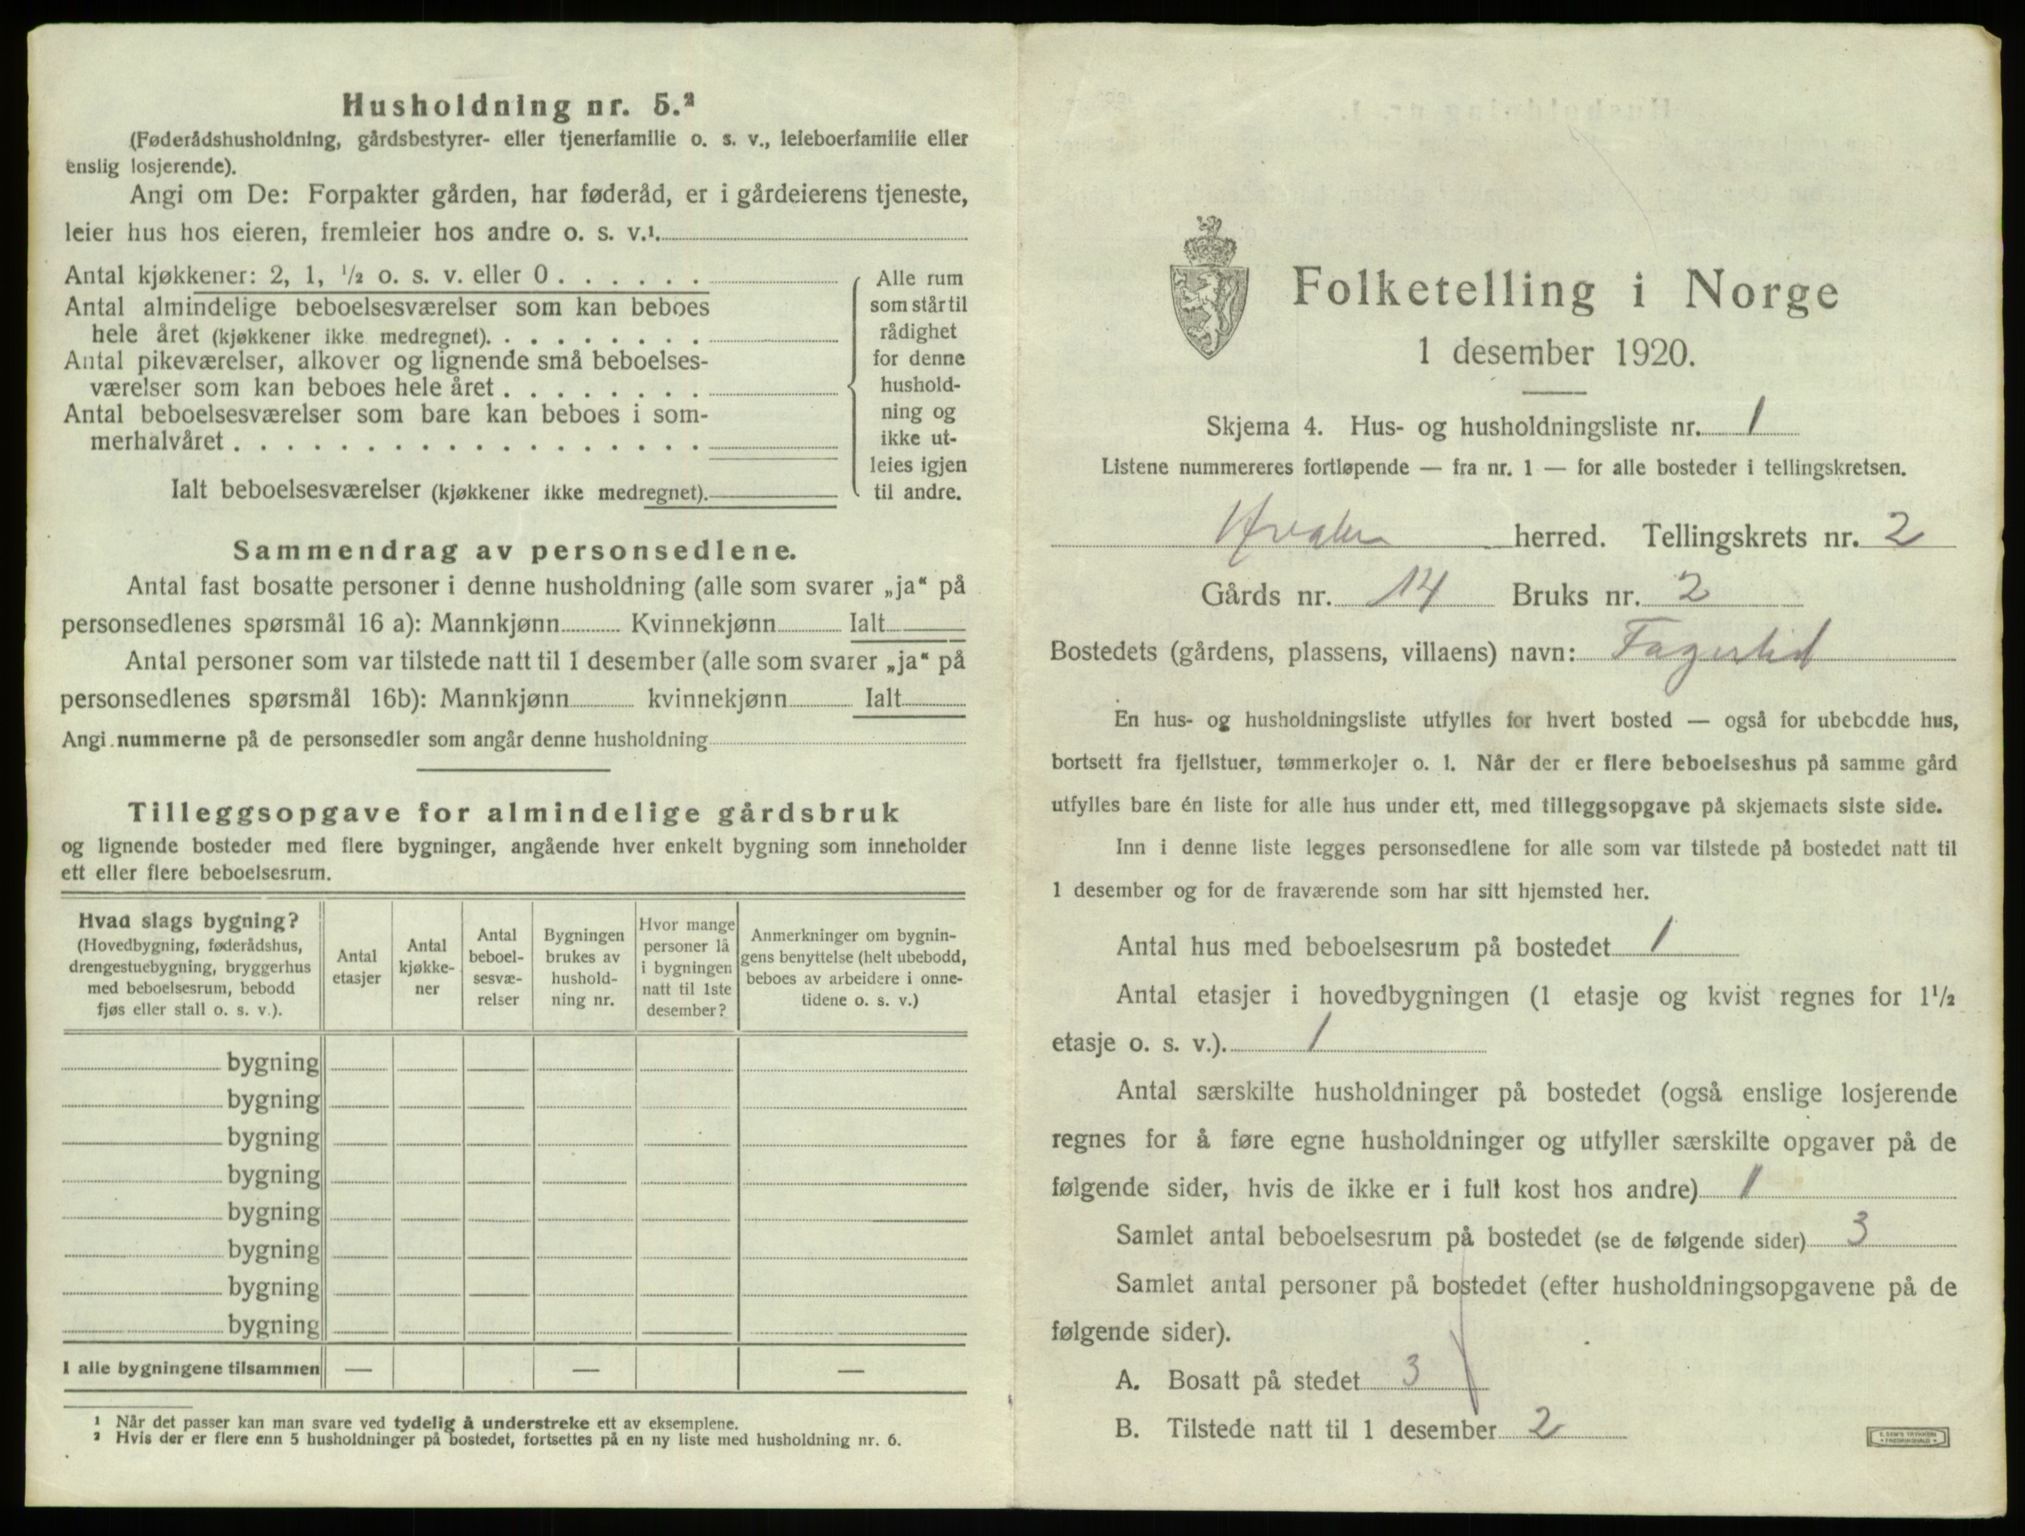 Husholdning nr. 5.²
(Føderådshusholdning, gårdsbestyrer- eller tjenerfamilie o. s. v., leieboerfamilie eller
enslig losjerende).
Angi om De: Forpakter gården, har føderåd, er i gårdeierens tjeneste,
leier hus hos eieren, fremleier hos andre o. s. v.¹.
Antal kjøkkener: 2, 1, ½ o. s. v. eller 0 . . . . . .
Antal almindelige beboelsesværelser som kan beboes
hele året (kjøkkener ikke medregnet). . . . . . . . .
Antal pikeværelser, alkover og lignende små beboelses-
værelser som kan beboes hele året . . . . . . . .
Antal beboelsesværelser som bare kan beboes i som-
merhalvåret . . . . . . . . . . . . . . . . . .
Ialt beboelsesværelser (kjøkkener ikke medregnet).
Alle rum
som står til
rådighet
for denne
hushold-
ning og
ikke ut-
leies igjen
til andre.
Sammendrag av personsedlene.
Antal fast bosatte personer i denne husholdning (alle som svarer „ja“ på
personsedlenes spørsmål 16 a): Mannkjønn Kvinnekjønn Ialt
Antal personer som var tilstede natt til 1 desember (alle som svarer „ja“ på
personsedlenes spørsmål 16b): Mannkjønn kvinnekjønn Ialt
Angi nummerne på de personsedler som angår denne husholdning
Tilleggsopgave for almindelige gårdsbruk
og lignende bosteder med flere bygninger, angående hver enkelt bygning som inneholder
ett eller flere beboelsesrum.
Hvad slags bygning?
(Hovedbygning, føderådshus,
drengestuebygning, bryggerhus
med beboelsesrum, bebodd
fjøs eller stall o. s. v.).
Antal
etasjer
Antal
kjøkke-
ner
Antal
beboel-
sesvæ-
relser
Bygningen
brukes av
hushold-
ning nr.
Hvor mange
personer lå
i bygningen
natt til 1ste
desember?
Anmerkninger om bygnin-
gens benyttelse (helt ubebodd,
beboes av arbeidere i onne-
tidene o. s. v.)
bygning
bygning
bygning
bygning
bygning
bygning
bygning
bygning
I alle bygningene tilsammen — — —
¹ Når det passer kan man svare ved tydelig å understreke ett av eksemplene.
² Hvis der er flere enn 5 husholdninger på bostedet, fortsettes på en ny liste med husholdning nr. 6.
Folketelling i Norge
1 desember 1920.
Skjema 4. Hus- og husholdningsliste nr. 1
Listene nummereres fortløpende — fra nr. 1 — for alle bosteder i tellingskretsen.
Hvaler herred. Tellingskrets nr. 2
Gårds nr. 14 Bruks nr. 2
Bostedets (gårdens, plassens, villaens) navn: Fagerlid
En hus- og husholdningsliste utfylles for hvert bosted — også for ubebodde hus,
bortsett fra fjellstuer, tømmerkojer o. l. Når der er flere beboelseshus på samme gård
utfylles bare én liste for alle hus under ett, med tilleggsopgave på skjemaets siste side.
Inn i denne liste legges personsedlene for alle som var tilstede på bostedet natt til
1 desember og for de fraværende som har sitt hjemsted her.
Antal hus med beboelsesrum på bostedet 1
Antal etasjer i hovedbygningen (1 etasje og kvist regnes for 1½
etasje o. s. v.). 1
Antal særskilte husholdninger på bostedet (også enslige losjerende
regnes for å føre egne husholdninger og utfyller særskilte opgaver på de
følgende sider, hvis de ikke er i full kost hos andre) 1
Samlet antal beboelsesrum på bostedet (se de følgende sider) 3
Samlet antal personer på bostedet (efter husholdningsopgavene på de
følgende sider).
A. Bosatt på stedet 3
B. Tilstede natt til 1 desember 2